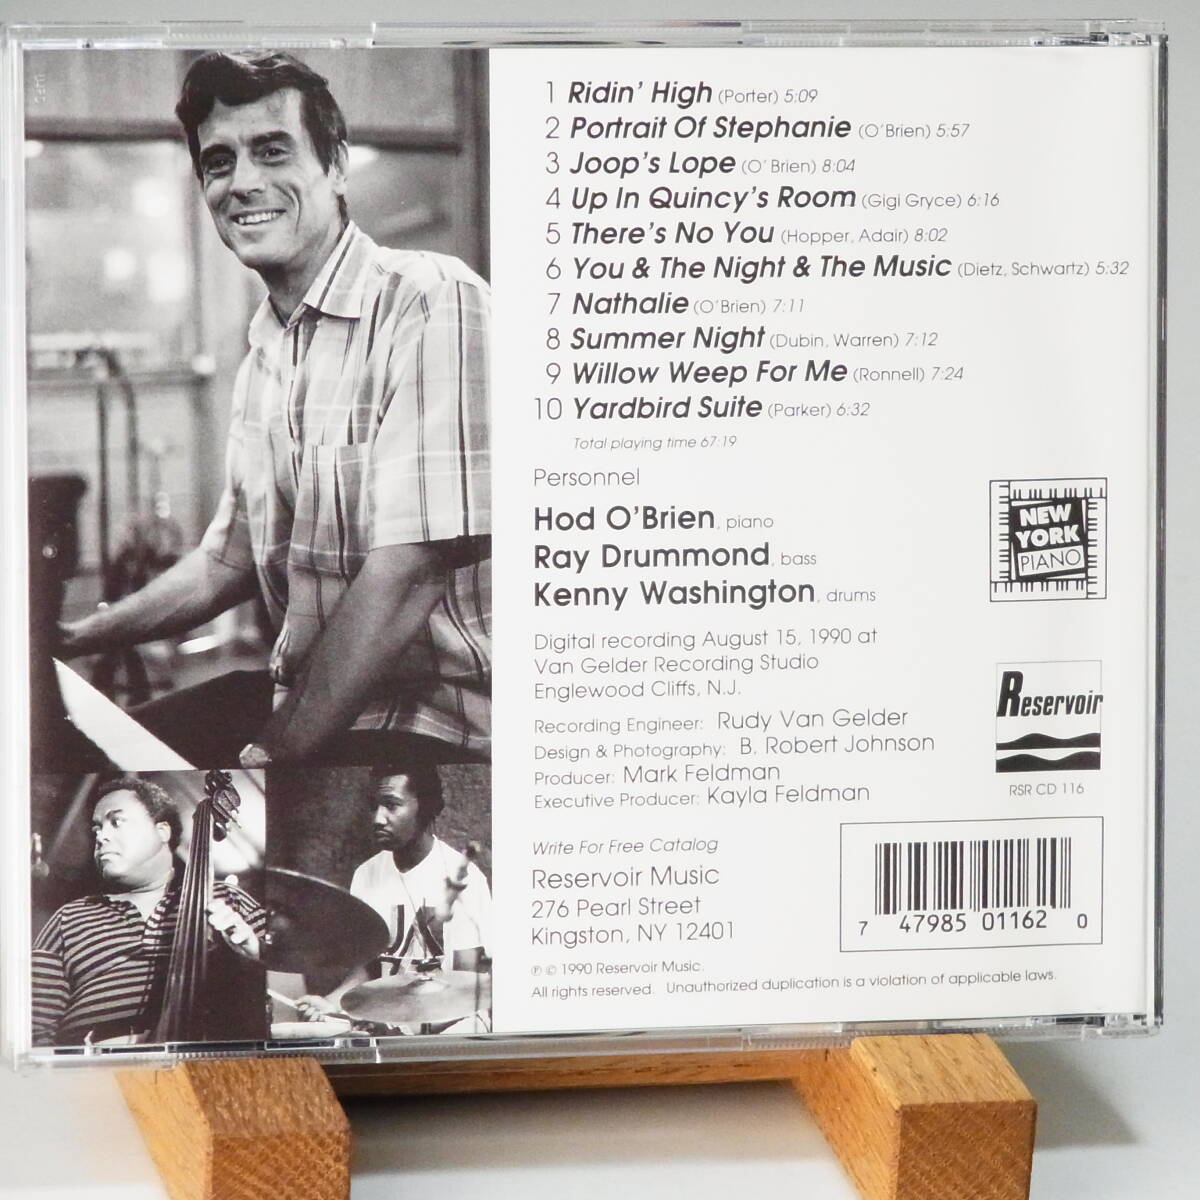 1 Ridin' High (Porter) 5:09
2 Portrait Of Stephanie (O'Brien) 5:57
3 Joop's Lope (O'Brien) 8:04
4 Up In Quincy's Room (Gigi Gryce) 6:16
5 There's No You (Hopper, Adair) 8:02
6 You & The Night & The Music (Dietz, Schwartz) 5:32
7 Nathalie (O'Brien) 7:11
8 Summer Night (Dubin, Warren) 7:12
9 Willow Weep For Me (Ronnell) 7:24
10 Yardbird Suite (Parker) 6:32
Total playing time 67:19
Personnel
Hod O'Brien, piano
Ray Drummond, bass
Kenny Washington, drums
NEW
YORK
PIANO
Digital recording August 15, 1990 at
Van Gelder Recording Studio
Englewood Cliffs, N.J.
Recording Engineer: Rudy Van Gelder
Design & Photography: B. Robert Johnson
Producer: Mark Feldman
Executive Producer: Kayla Feldman
Reservoir
RSR CD 116
Write For Free Catalog
Reservoir Music
276 Pearl Street
Kingston, NY 12401
7 47985 01162 0
℗ © 1990 Reservoir Music.
All rights reserved. Unauthorized duplication is a violation of applicable laws.